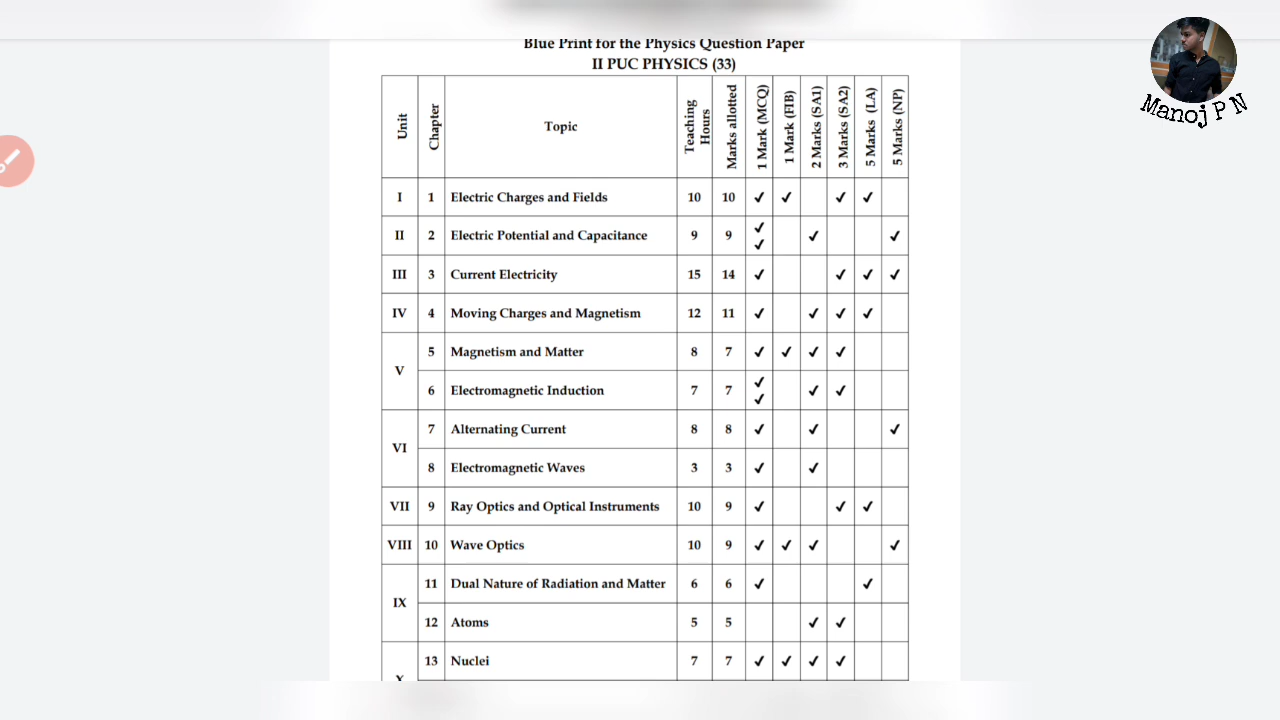 Blue Print for the Physics Question Paper
II PUC PHYSICS (33)
Unit Chapter Topic Teaching Hours Marks allotted 1 Mark (MCQ) 1 Mark (FIB) 2 Marks (SA1) 3 Marks (SA2) 5 Marks (LA) 5 Marks (NP)
I 1 Electric Charges and Fields 10 10 ✓ ✓ ✓ ✓
II 2 Electric Potential and Capacitance 9 9 ✓ ✓ ✓ ✓
III 3 Current Electricity 15 14 ✓ ✓ ✓ ✓
IV 4 Moving Charges and Magnetism 12 11 ✓ ✓ ✓ ✓
V 5 Magnetism and Matter 8 7 ✓ ✓ ✓ ✓
6 Electromagnetic Induction 7 7 ✓ ✓ ✓ ✓
VI 7 Alternating Current 8 8 ✓ ✓ ✓
8 Electromagnetic Waves 3 3 ✓ ✓
VII 9 Ray Optics and Optical Instruments 10 9 ✓ ✓ ✓
VIII 10 Wave Optics 10 9 ✓ ✓ ✓ ✓
IX 11 Dual Nature of Radiation and Matter 6 6 ✓ ✓
12 Atoms 5 5 ✓ ✓
X 13 Nuclei 7 7 ✓ ✓ ✓ ✓
Manoj P N